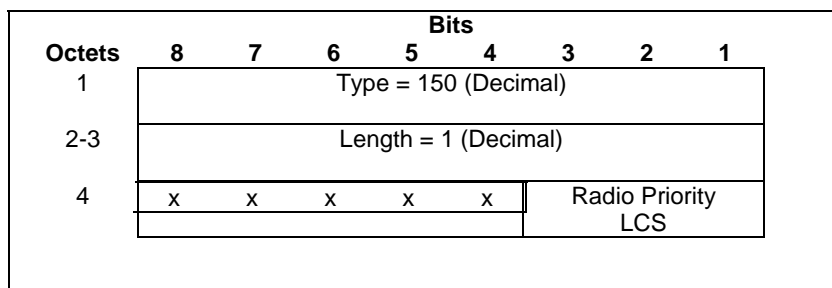 Bits
Octets 8 7 6 5 4 3 2 1
1 Type = 150 (Decimal)
2-3 Length = 1 (Decimal)
4 x x x x x Radio Priority
LCS